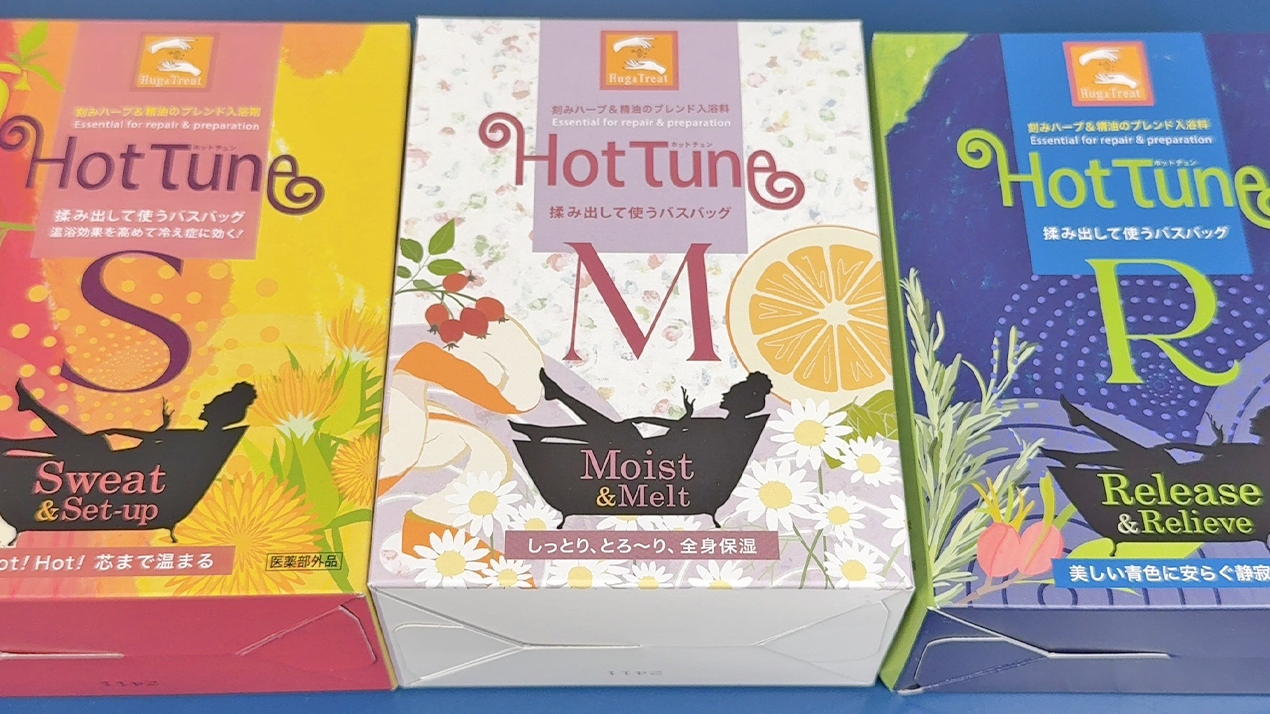 Hug&Treat
刻みハーブ&精油のブレンド入浴剤
Essential for repair & preparation
ホットチュン
Hot Tune
揉み出して使うバスバッグ
温浴効果を高めて冷え症に効く!
S
Sweat
&Set-up
ot! Hot! 芯まで温まる
医薬部外品
Hug&Treat
刻みハーブ&精油のブレンド入浴料
Essential for repair & preparation
ホットチュン
Hot Tune
揉み出して使うバスバッグ
M
Moist
&Melt
しっとり、とろ〜り、全身保湿
Hug&Treat
刻みハーブ&精油のブレンド入浴料
Essential for repair & preparation
ホットチュン
Hot Tune
揉み出して使うバスバッグ
R
Release
&Relieve
美しい青色に安らぐ静寂